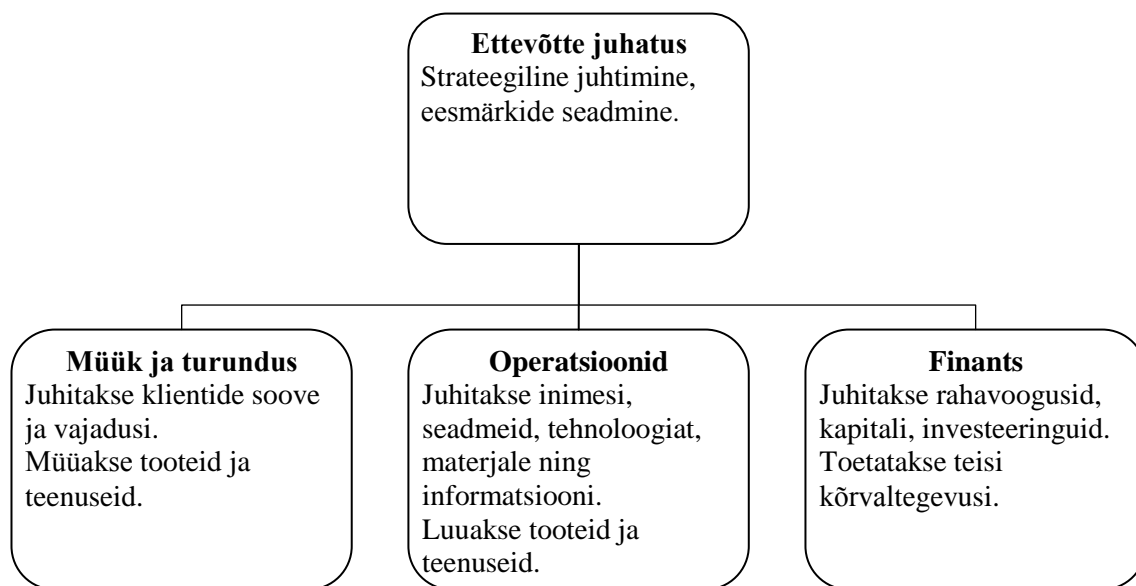 Ettevõtte juhatus
Strateegiline juhtimine,
eesmärkide seadmine.
Müük ja turundus
Juhitakse klientide soove
ja vajadusi.
Müüakse tooteid ja
teenuseid.
Operatsioonid
Juhitakse inimesi,
seadmeid, tehnoloogiat,
materjale ning
informatsiooni.
Luuakse tooteid ja
teenuseid.
Finants
Juhitakse rahavoogusid,
kapitali, investeeringuid.
Toetatakse teisi
kõrvaltegevusi.